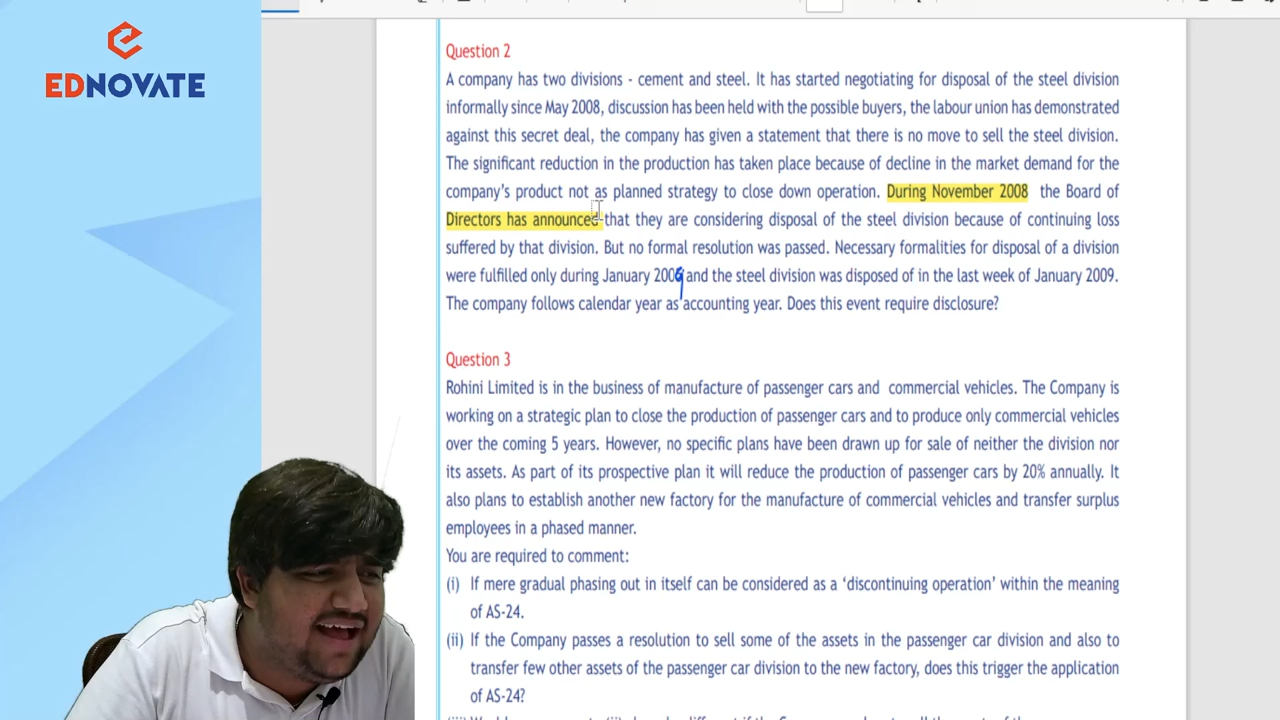 EDNOVATE
Question 2
A company has two divisions - cement and steel. It has started negotiating for disposal of the steel division
informally since May 2008, discussion has been held with the possible buyers, the labour union has demonstrated
against this secret deal, the company has given a statement that there is no move to sell the steel division.
The significant reduction in the production has taken place because of decline in the market demand for the
company's product not as planned strategy to close down operation. During November 2008 the Board of
Directors has announced that they are considering disposal of the steel division because of continuing loss
suffered by that division. But no formal resolution was passed. Necessary formalities for disposal of a division
were fulfilled only during January 2009 and the steel division was disposed of in the last week of January 2009.
The company follows calendar year as accounting year. Does this event require disclosure?
Question 3
Rohini Limited is in the business of manufacture of passenger cars and commercial vehicles. The Company is
working on a strategic plan to close the production of passenger cars and to produce only commercial vehicles
over the coming 5 years. However, no specific plans have been drawn up for sale of neither the division nor
its assets. As part of its prospective plan it will reduce the production of passenger cars by 20% annually. It
also plans to establish another new factory for the manufacture of commercial vehicles and transfer surplus
employees in a phased manner.
You are required to comment:
(i) If mere gradual phasing out in itself can be considered as a 'discontinuing operation' within the meaning
of AS-24.
(ii) If the Company passes a resolution to sell some of the assets in the passenger car division and also to
transfer few other assets of the passenger car division to the new factory, does this trigger the application
of AS-24?